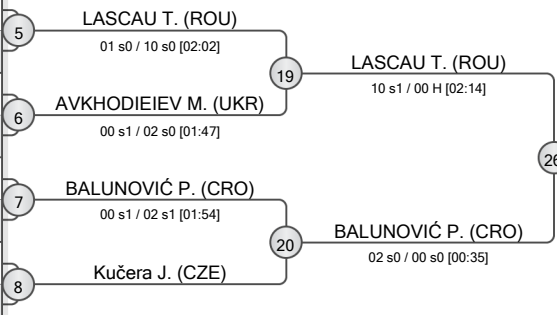 5
LASCAU T. (ROU)
01 s0 / 10 s0 [02:02]
19
LASCAU T. (ROU)
10 s1 / 00 H [02:14]
6
AVKHODIEIEV M. (UKR)
00 s1 / 02 s0 [01:47]
26
7
BALUNOVIĆ P. (CRO)
00 s1 / 02 s1 [01:54]
20
BALUNOVIĆ P. (CRO)
02 s0 / 00 s0 [00:35]
8
Kučera J. (CZE)